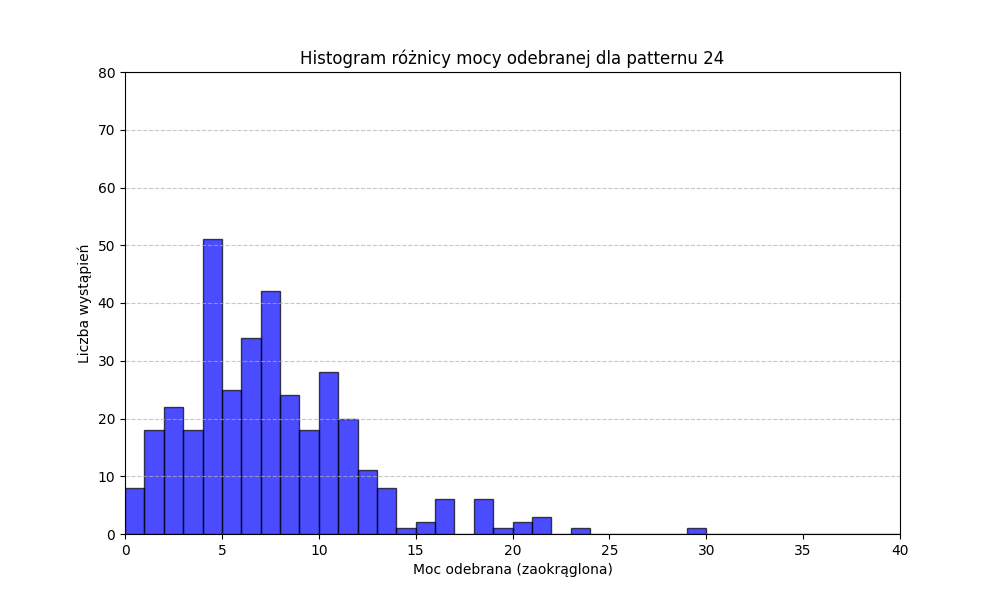 Histogram różnicy mocy odebranej dla patternu 24
80
70
60
50
40
30
20
10
0
Liczba wystąpień
0 5 10 15 20 25 30 35 40
Moc odebrana (zaokrąglona)